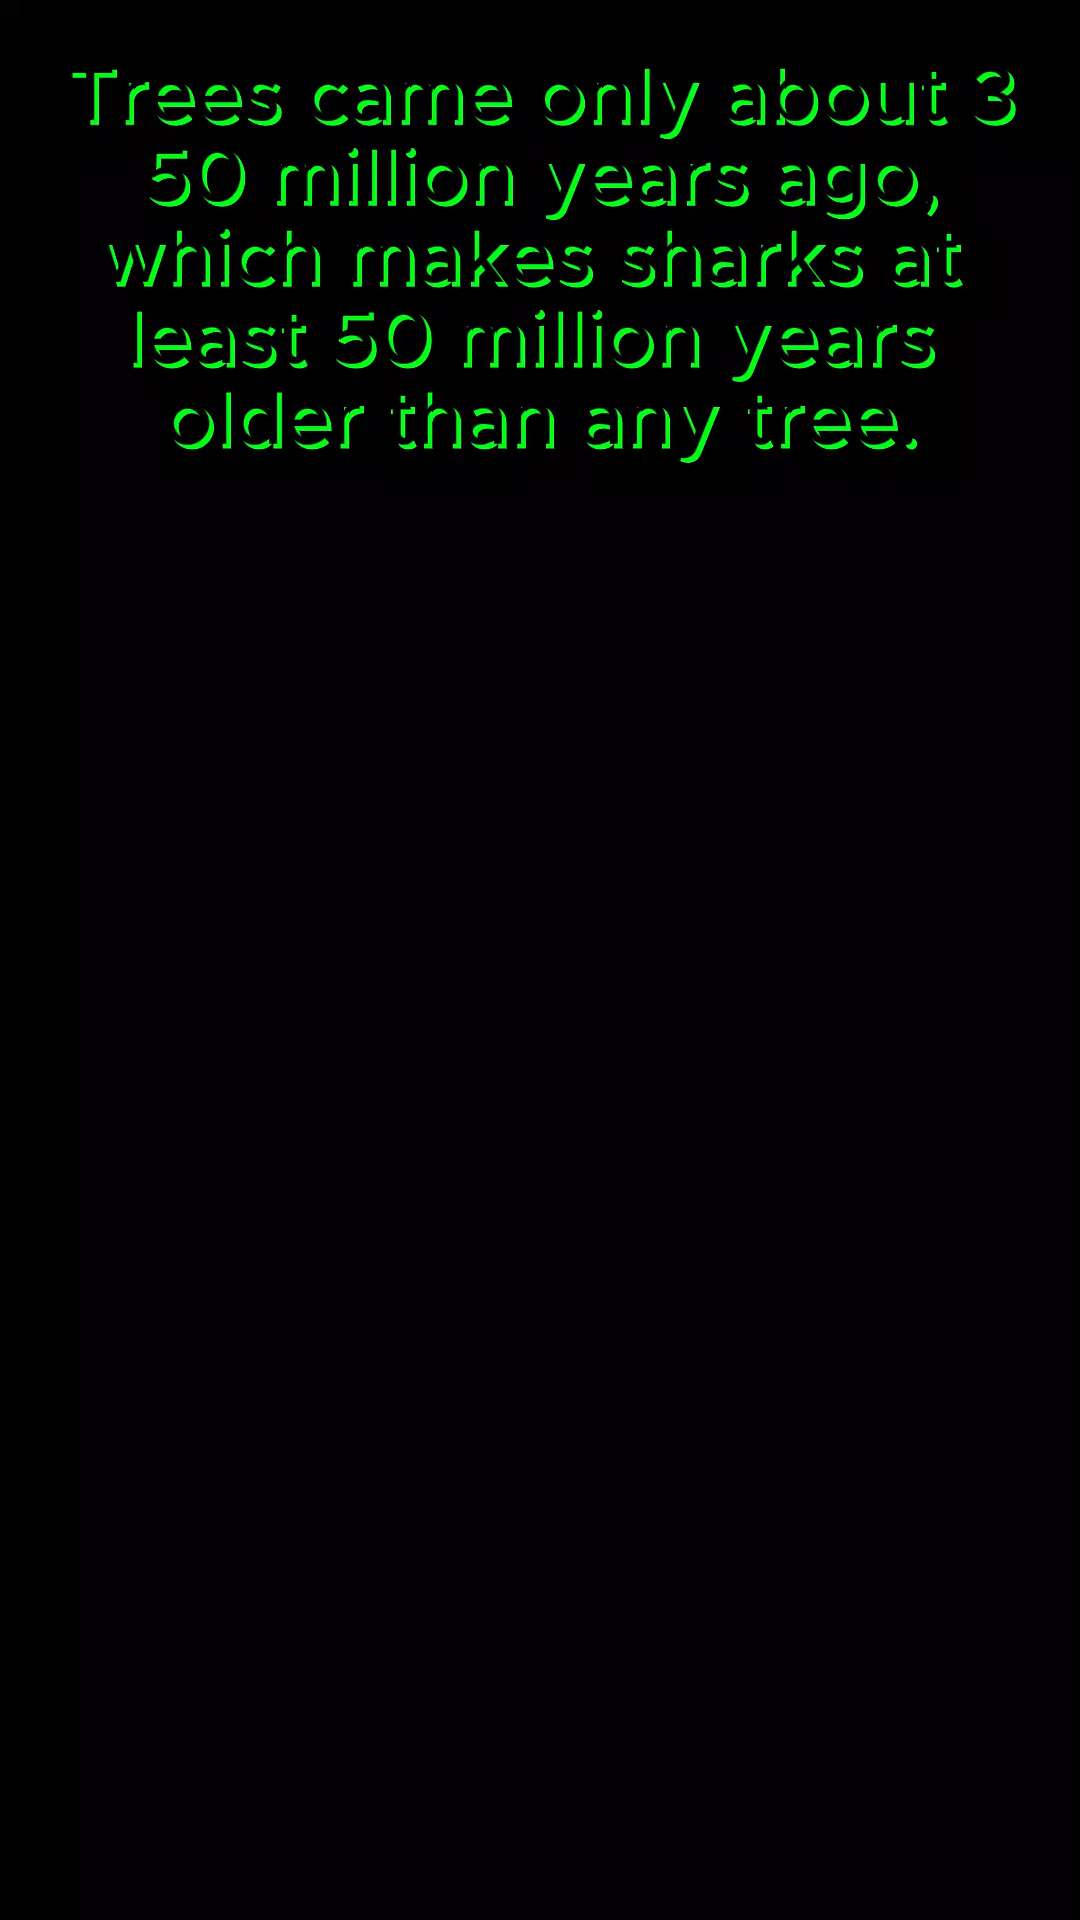 Trees came only about 3
50 million years ago,
which makes sharks at
least 50 million years
older than any tree.